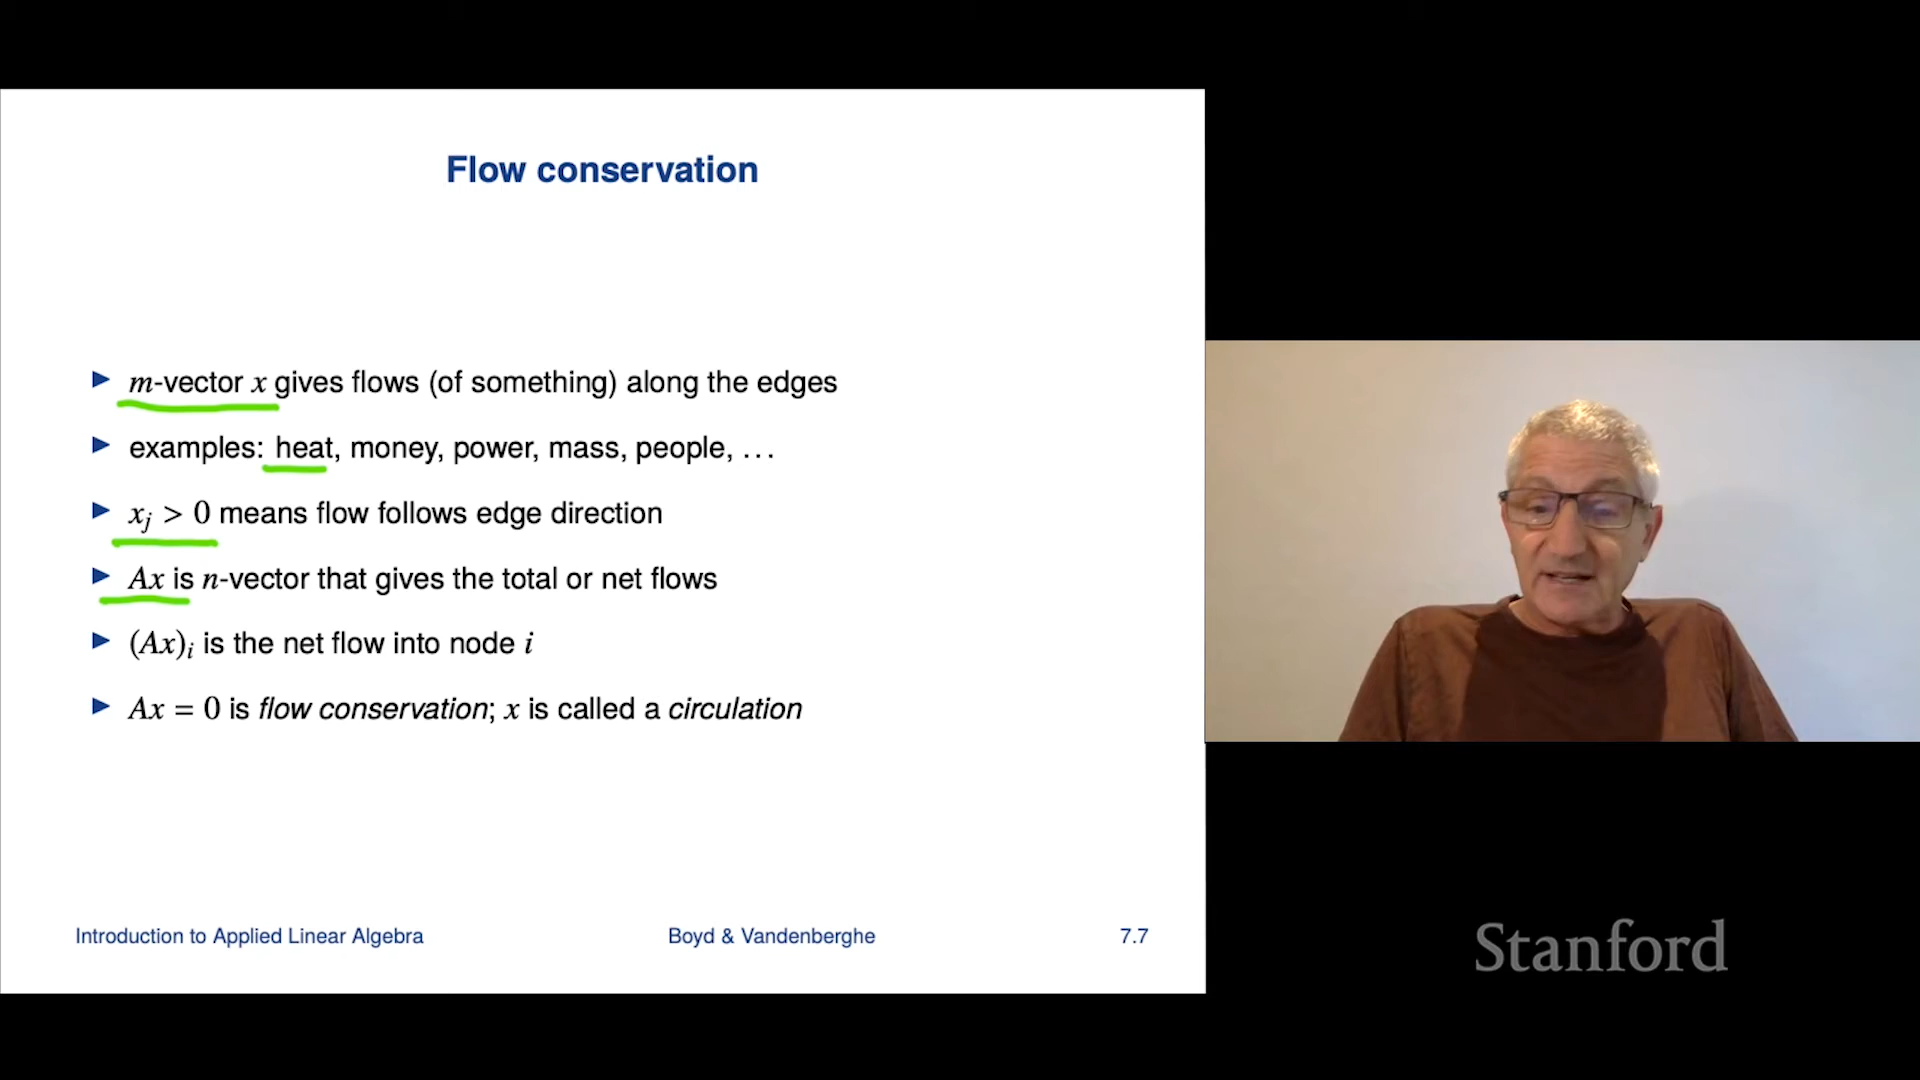 Flow conservation
▶ m-vector x gives flows (of something) along the edges
▶ examples: heat, money, power, mass, people, …
▶ xⱼ > 0 means flow follows edge direction
▶ Ax is n-vector that gives the total or net flows
▶ (Ax)ᵢ is the net flow into node i
▶ Ax = 0 is flow conservation; x is called a circulation
Introduction to Applied Linear Algebra Boyd & Vandenberghe 7.7
Stanford